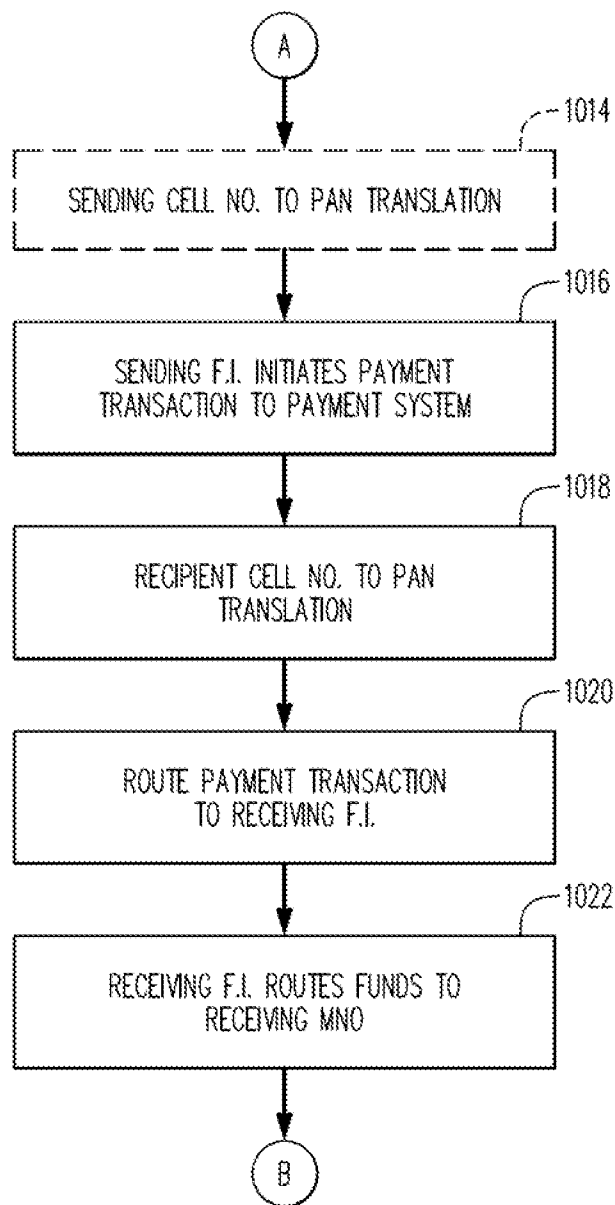 A
1014
SENDING CELL NO. TO PAN TRANSLATION
1016
SENDING F.I. INITIATES PAYMENT
TRANSACTION TO PAYMENT SYSTEM
1018
RECIPIENT CELL NO. TO PAN
TRANSLATION
1020
ROUTE PAYMENT TRANSACTION
TO RECEIVING F.I.
1022
RECEIVING F.I. ROUTES FUNDS TO
RECEIVING MNO
B